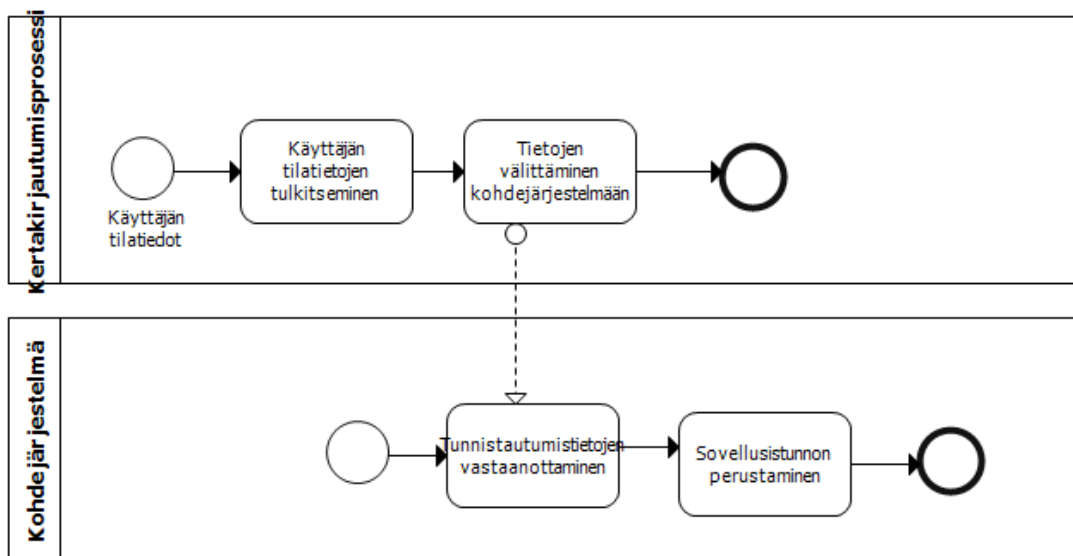 Kertakirjautumisprosessi
Käyttäjän
tilatiedot
Käyttäjän
tilatietojen
tulkitseminen
Tietojen
välittäminen
kohdejärjestelmään
Kohdejärjestelmä
Tunnistautumistietojen
vastaanottaminen
Sovellusistunnon
perustaminen